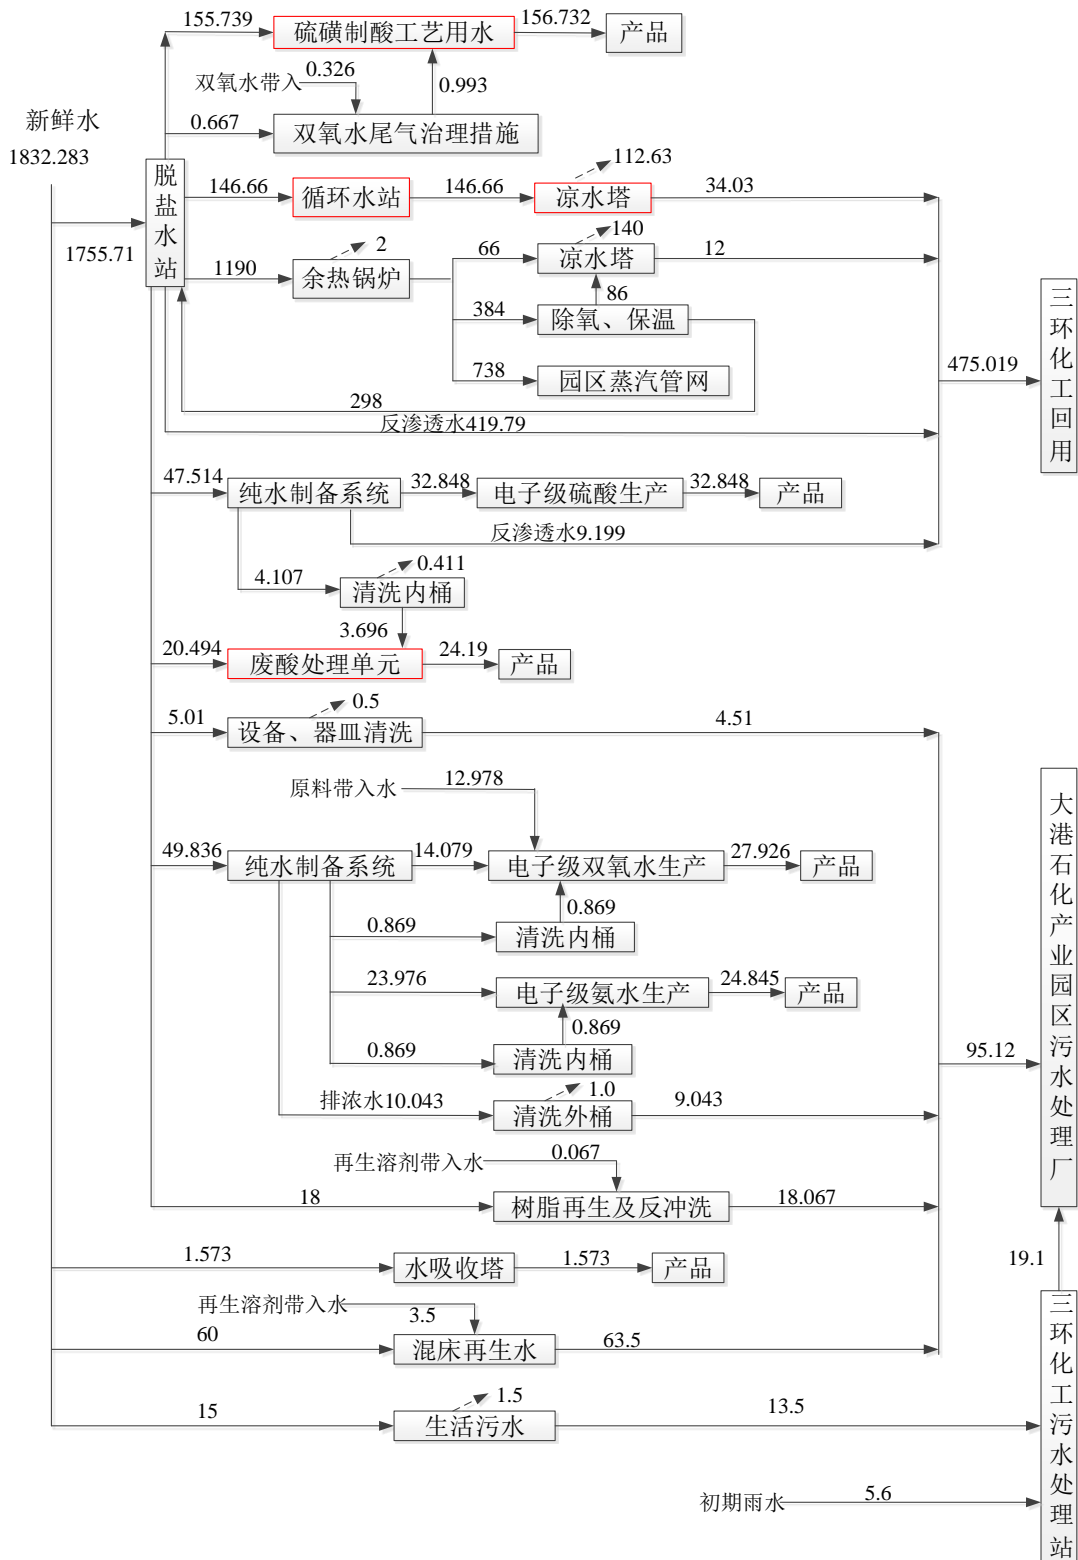 155.739
硫磺制酸工艺用水
156.732
产品
双氧水带入
0.326
0.993
新鲜水
1832.283
0.667
双氧水尾气治理措施
脱盐水站
1755.71
146.66
循环水站
146.66
凉水塔
112.63
34.03
1190
余热锅炉
2
66
凉水塔
140
12
86
384
除氧、保温
738
园区蒸汽管网
298
反渗透水419.79
475.019
三环化工回用
47.514
纯水制备系统
32.848
电子级硫酸生产
32.848
产品
反渗透水9.199
4.107
清洗内桶
0.411
3.696
20.494
废酸处理单元
24.19
产品
5.01
设备、器皿清洗
0.5
4.51
原料带入水
12.978
49.836
纯水制备系统
14.079
电子级双氧水生产
27.926
产品
0.869
0.869
清洗内桶
23.976
电子级氨水生产
24.845
产品
0.869
0.869
清洗内桶
排浓水10.043
清洗外桶
1.0
9.043
95.12
大港石化产业园区污水处理厂
再生溶剂带入水
0.067
18
树脂再生及反冲洗
18.067
1.573
水吸收塔
1.573
产品
19.1
再生溶剂带入水
3.5
60
混床再生水
63.5
15
生活污水
1.5
13.5
初期雨水
5.6
三环化工污水处理站